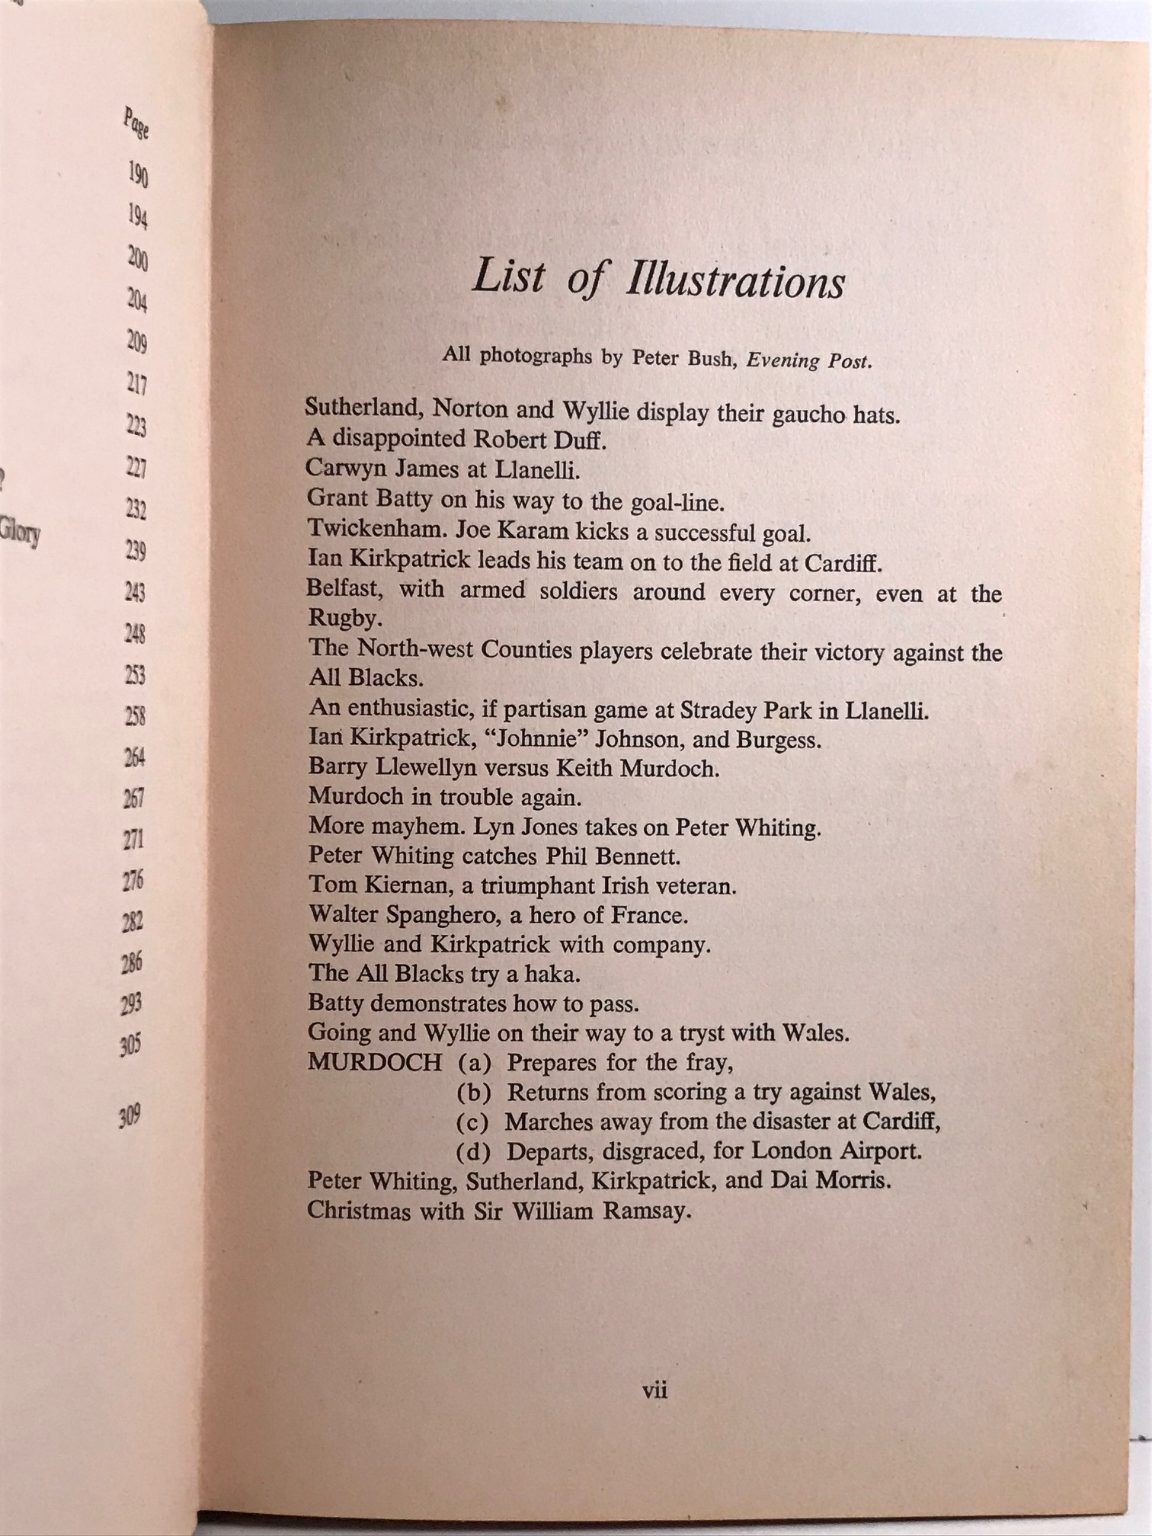 Page
190
194
200
204
209
217
223
227
?
232
Glory
239
243
248
253
258
264
267
271
276
282
286
293
305
309
List of Illustrations
All photographs by Peter Bush, Evening Post.
Sutherland, Norton and Wyllie display their gaucho hats.
A disappointed Robert Duff.
Carwyn James at Llanelli.
Grant Batty on his way to the goal-line.
Twickenham. Joe Karam kicks a successful goal.
Ian Kirkpatrick leads his team on to the field at Cardiff.
Belfast, with armed soldiers around every corner, even at the
Rugby.
The North-west Counties players celebrate their victory against the
All Blacks.
An enthusiastic, if partisan game at Stradey Park in Llanelli.
Ian Kirkpatrick, “Johnnie” Johnson, and Burgess.
Barry Llewellyn versus Keith Murdoch.
Murdoch in trouble again.
More mayhem. Lyn Jones takes on Peter Whiting.
Peter Whiting catches Phil Bennett.
Tom Kiernan, a triumphant Irish veteran.
Walter Spanghero, a hero of France.
Wyllie and Kirkpatrick with company.
The All Blacks try a haka.
Batty demonstrates how to pass.
Going and Wyllie on their way to a tryst with Wales.
MURDOCH (a) Prepares for the fray,
(b) Returns from scoring a try against Wales,
(c) Marches away from the disaster at Cardiff,
(d) Departs, disgraced, for London Airport.
Peter Whiting, Sutherland, Kirkpatrick, and Dai Morris.
Christmas with Sir William Ramsay.
vii